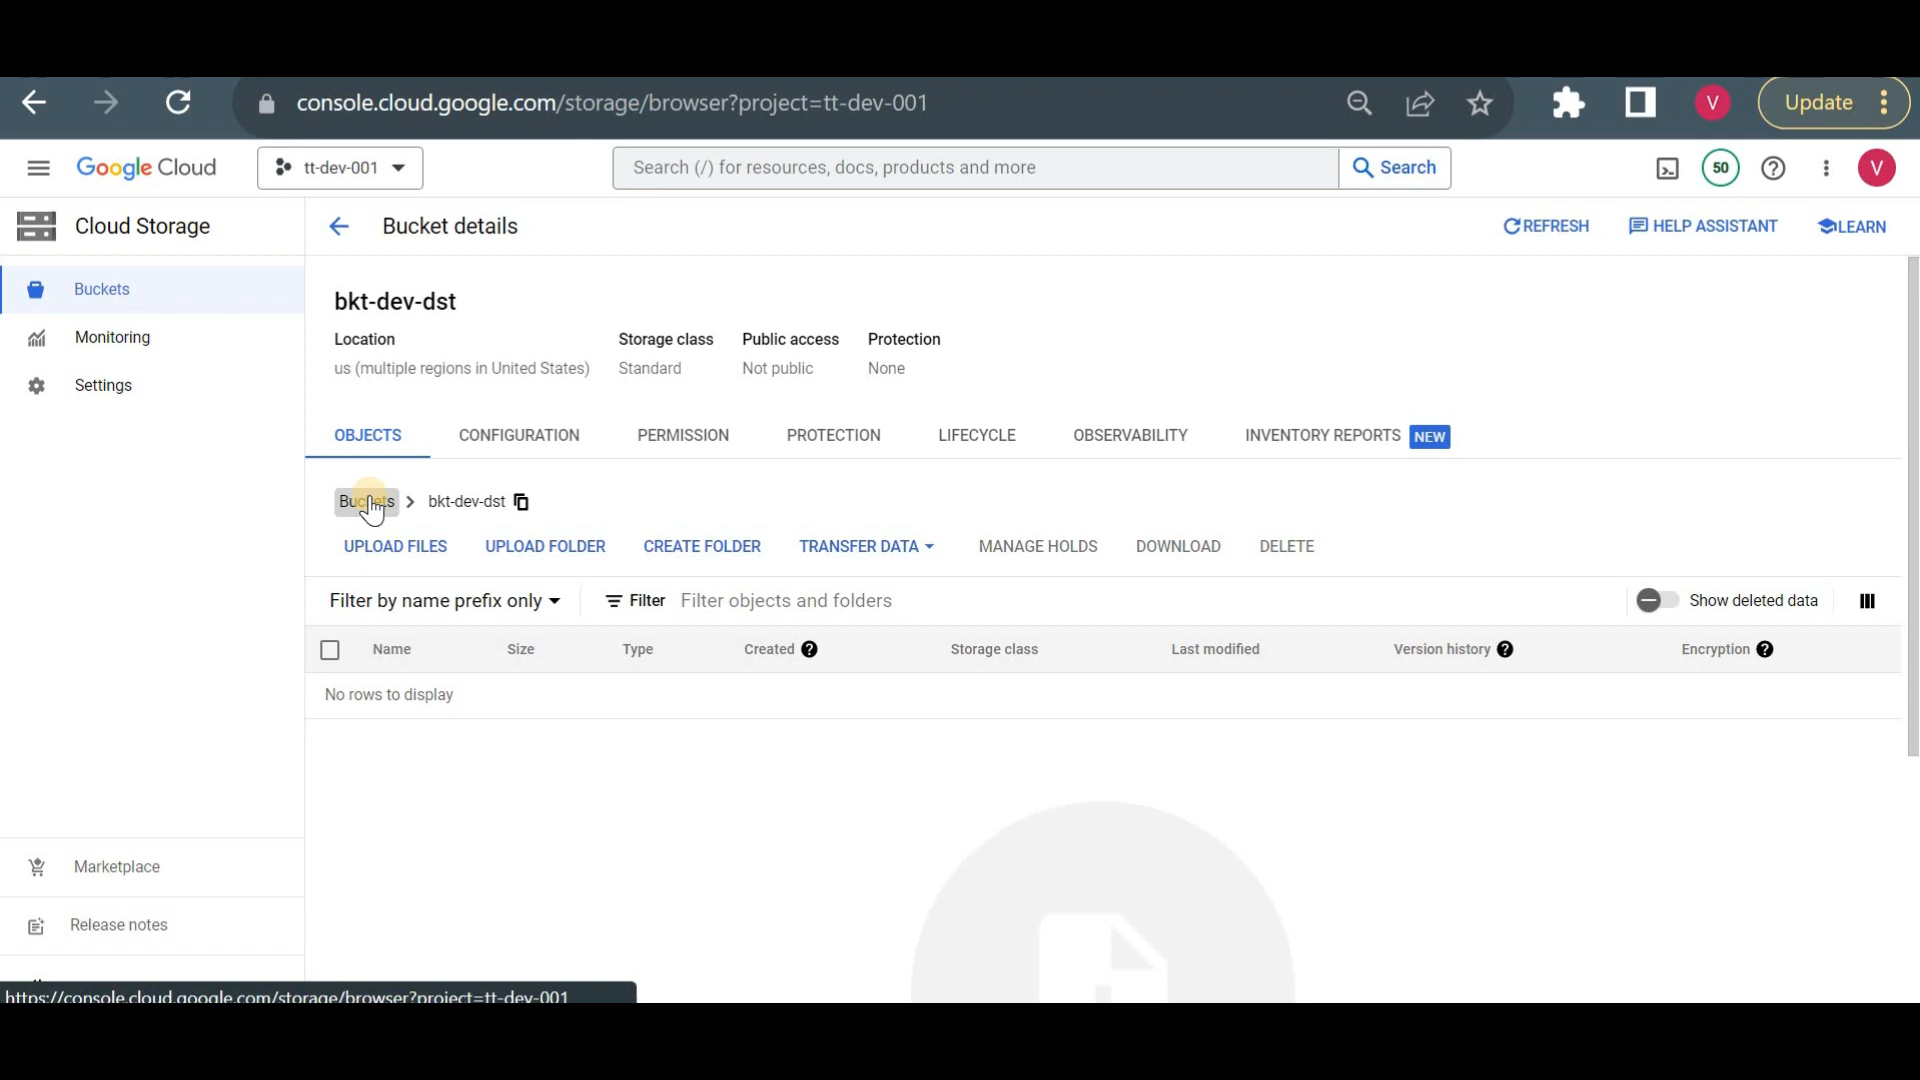 console.cloud.google.com/storage/browser?project=tt-dev-001
V
Update
Google Cloud
tt-dev-001
Search (/) for resources, docs, products and more
Search
50
V
Cloud Storage
Bucket details
REFRESH
HELP ASSISTANT
LEARN
Buckets
Monitoring
Settings
bkt-dev-dst
Location
Storage class
Public access
Protection
us (multiple regions in United States)
Standard
Not public
None
OBJECTS
CONFIGURATION
PERMISSION
PROTECTION
LIFECYCLE
OBSERVABILITY
INVENTORY REPORTS NEW
Buckets > bkt-dev-dst
UPLOAD FILES
UPLOAD FOLDER
CREATE FOLDER
TRANSFER DATA
MANAGE HOLDS
DOWNLOAD
DELETE
Filter by name prefix only
Filter
Filter objects and folders
Show deleted data
Name
Size
Type
Created
Storage class
Last modified
Version history
Encryption
No rows to display
Marketplace
Release notes
https://console.cloud.google.com/storage/browser?project=tt-dev-001